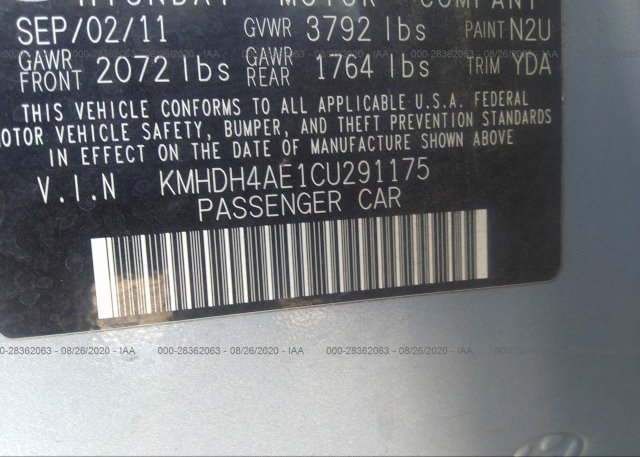 HYUNDAI MOTOR COMPANY
SEP/02/11 GVWR 3792 lbs PAINT N2U
GAWR FRONT 2072 lbs GAWR REAR 1764 lbs TRIM YDA
THIS VEHICLE CONFORMS TO ALL APPLICABLE U.S.A. FEDERAL
MOTOR VEHICLE SAFETY, BUMPER, AND THEFT PREVENTION STANDARDS
IN EFFECT ON THE DATE OF MANUFACTURE SHOWN ABOVE
V.I.N KMHDH4AE1CU291175
PASSENGER CAR
000-28362063 - 08/26/2020 - IAA 000-28362063 - 08/26/2020 - IAA 000-28362063 - 08/26/2020 - IAA